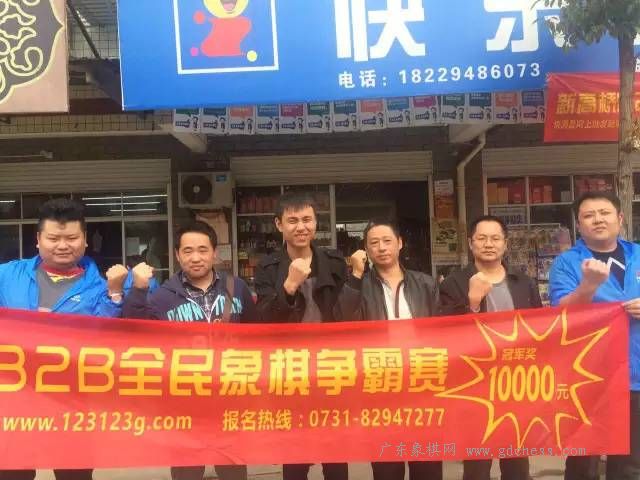 快乐
电话：18229486073
B2B全民象棋争霸赛
冠军奖
10000元
www.123123g.com
报名热线：0731-82947277
广东象棋网 www.gdchess.com